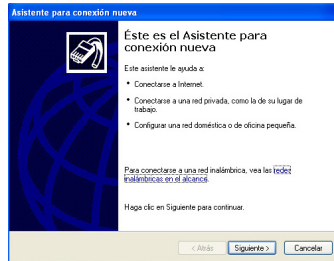 Asistente para conexión nueva
Éste es el Asistente para
conexión nueva
Este asistente le ayuda a:
• Conectarse a Internet.
• Conectarse a una red privada, como la de su lugar de
trabajo.
• Configurar una red doméstica o de oficina pequeña.
Para conectarse a una red inalámbrica, vea las redes
inalámbricas en el alcance.
Haga clic en Siguiente para continuar.
< Atrás
Siguiente >
Cancelar